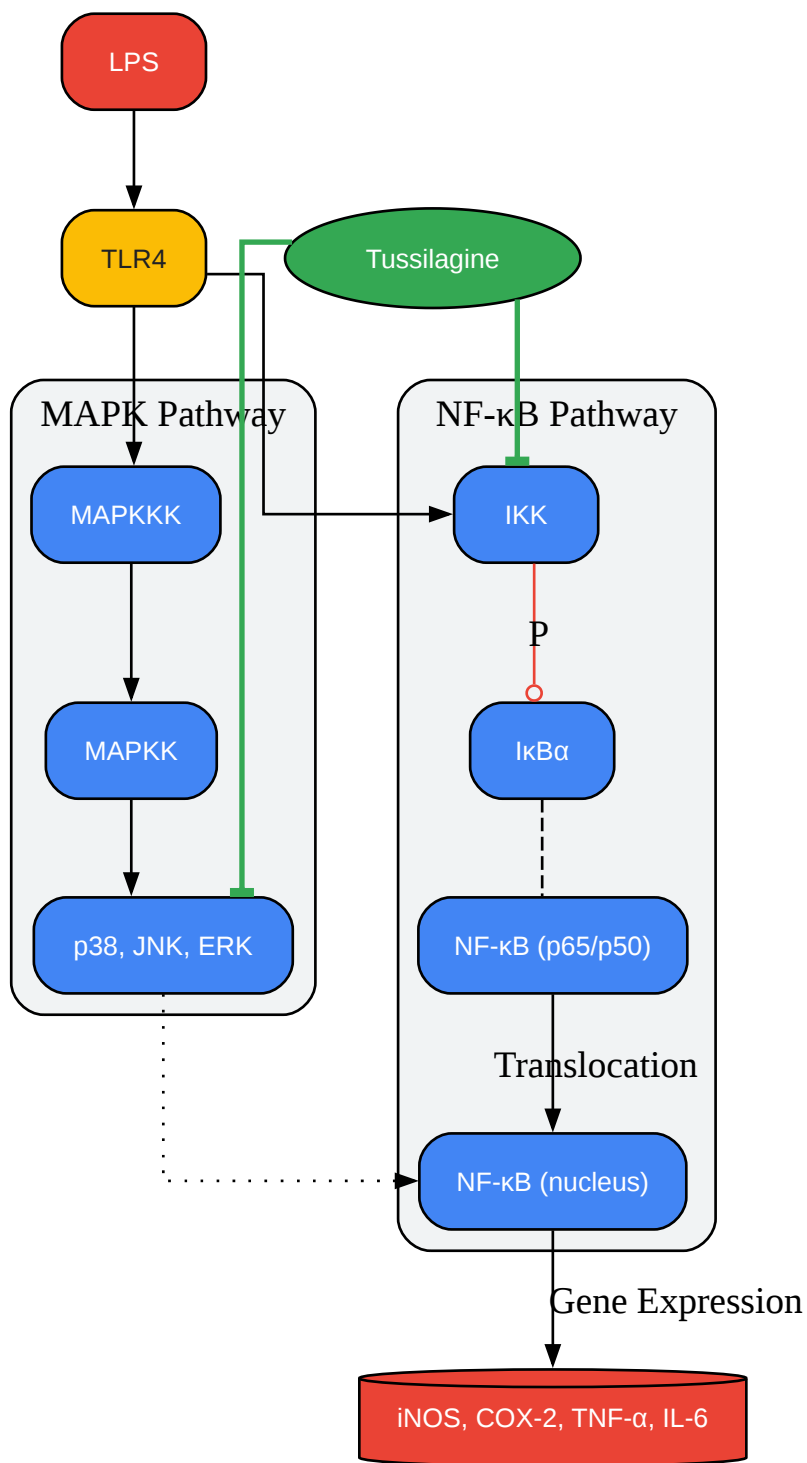 LPS
TLR4
Tussilagine
MAPK Pathway
NF-κB Pathway
MAPKKK
IKK
P
MAPKK
IκBα
p38, JNK, ERK
NF-κB (p65/p50)
Translocation
NF-κB (nucleus)
Gene Expression
iNOS, COX-2, TNF-α, IL-6